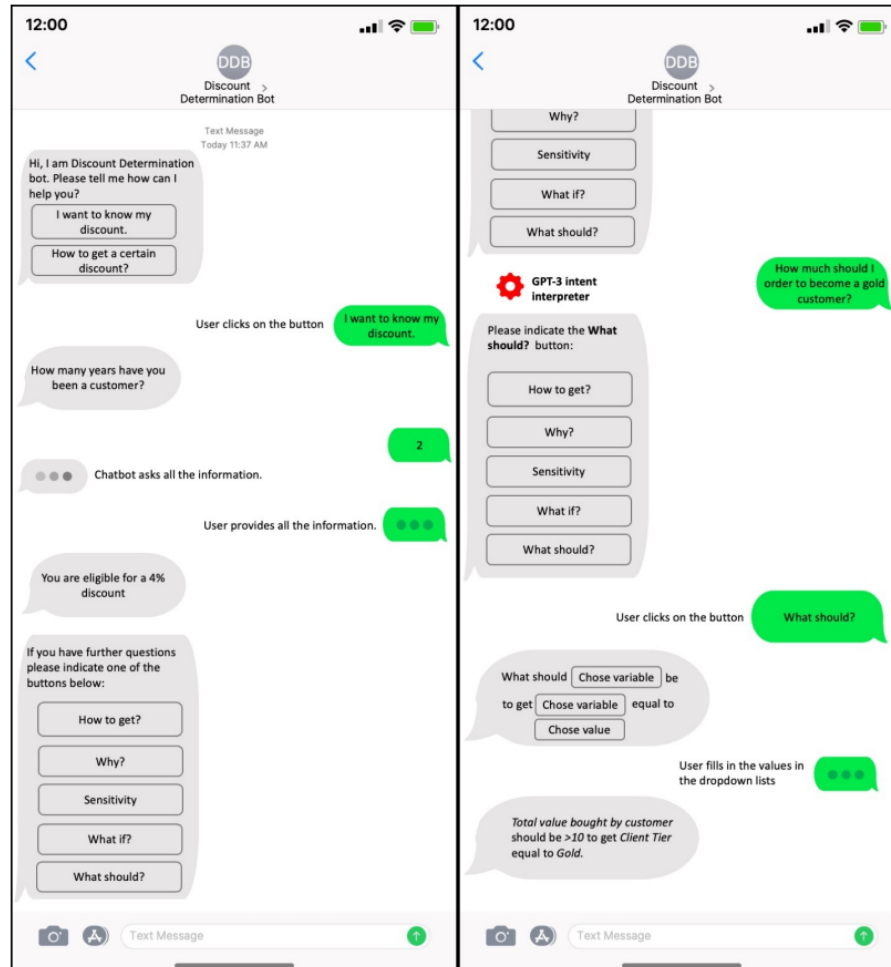 12:00
DDB
Discount >
Determination Bot
Text Message
Today 11:37 AM
Hi, I am Discount Determination
bot. Please tell me how can I
help you?
I want to know my
discount.
How to get a certain
discount?
User clicks on the button
I want to know my
discount.
How many years have you
been a customer?
2
Chatbot asks all the information.
User provides all the information.
You are eligible for a 4%
discount
If you have further questions
please indicate one of the
buttons below:
How to get?
Why?
Sensitivity
What if?
What should?
Text Message
12:00
DDB
Discount >
Determination Bot
Why?
Sensitivity
What if?
What should?
How much should I
order to become a gold
customer?
GPT-3 intent
interpreter
Please indicate the What
should? button:
How to get?
Why?
Sensitivity
What if?
What should?
User clicks on the button
What should?
What should Chose variable be
to get Chose variable equal to
Chose value
User fills in the values in
the dropdown lists
Total value bought by customer
should be >10 to get Client Tier
equal to Gold.
Text Message